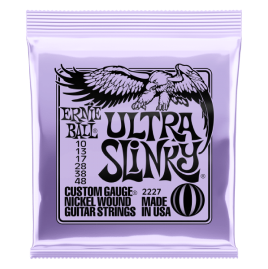 ERNIE BALL
ULTRA SLINKY
10
13
17
28
38
48
CUSTOM GAUGE®
NICKEL WOUND
GUITAR STRINGS
2227
MADE IN USA